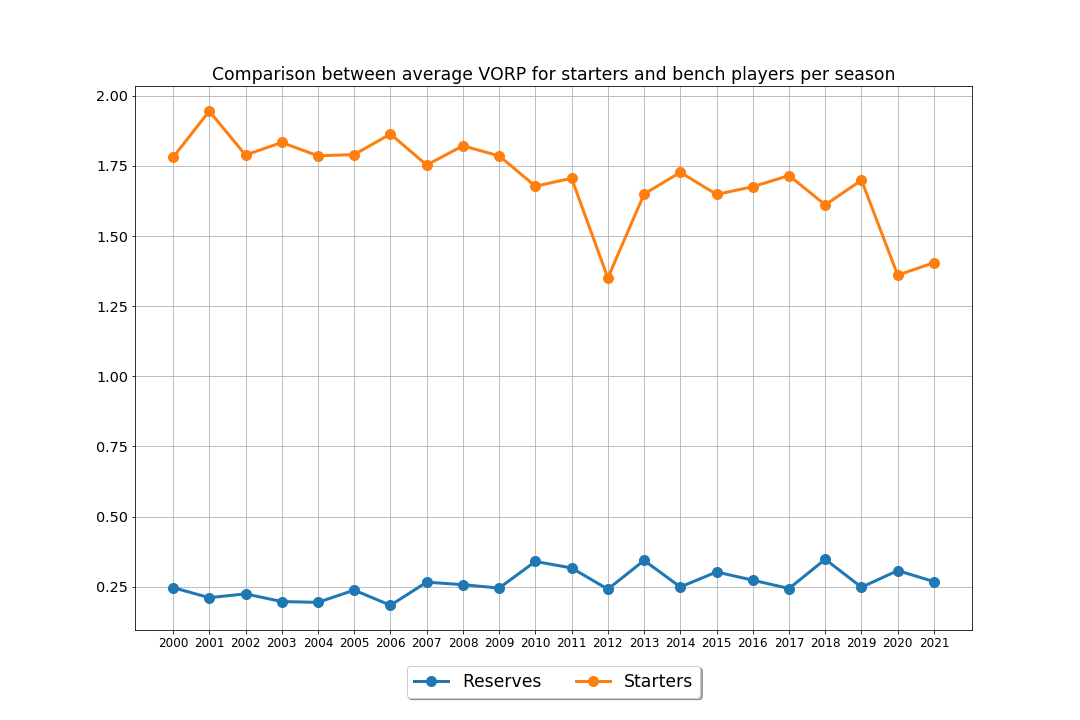 Comparison between average VORP for starters and bench players per season
2.00
1.75
1.50
1.25
1.00
0.75
0.50
0.25
2000 2001 2002 2003 2004 2005 2006 2007 2008 2009 2010 2011 2012 2013 2014 2015 2016 2017 2018 2019 2020 2021
Reserves Starters